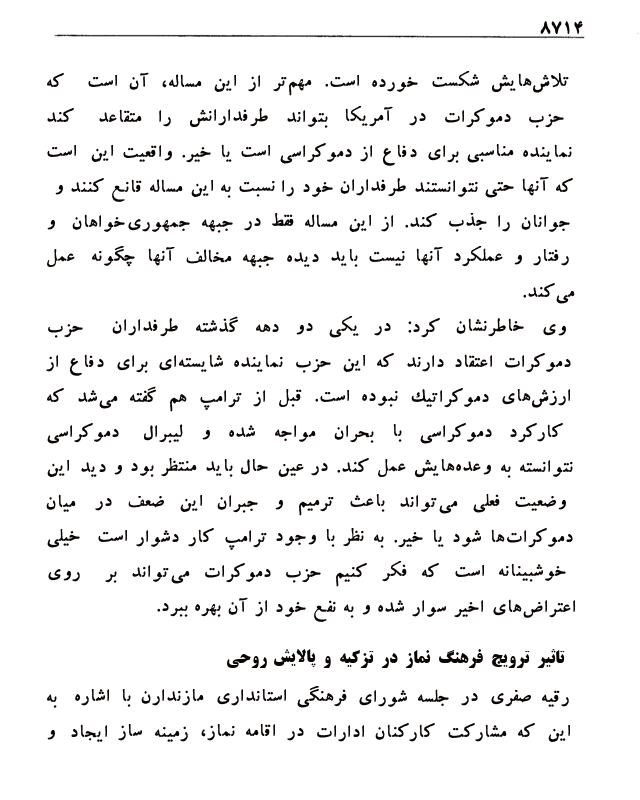 ۸۷۱۴
تلاش‌هایش شکست خورده است. مهم‌تر از این مساله، آن است که
حزب دموکرات در آمریکا بتواند طرفدارانش را متقاعد کند
نماینده مناسبی برای دفاع از دموکراسی است یا خیر. واقعیت این است
که آنها حتی نتوانستند طرفداران خود را نسبت به این مساله قانع کنند و
جوانان را جذب کند. از این مساله فقط در جبهه جمهوری‌خواهان و
رفتار و عملکرد آنها نیست باید دیده جبهه مخالف آنها چگونه عمل
می‌کند.
وی خاطرنشان کرد: در یکی دو دهه گذشته طرفداران حزب
دموکرات اعتقاد دارند که این حزب نماینده شایسته‌ای برای دفاع از
ارزش‌های دموکراتیك نبوده است. قبل از ترامپ هم گفته می‌شد که
کارکرد دموکراسی با بحران مواجه شده و لیبرال دموکراسی
نتوانسته به وعده‌هایش عمل کند. در عین حال باید منتظر بود و دید این
وضعیت فعلی می‌تواند باعث ترمیم و جبران این ضعف در میان
دموکرات‌ها شود یا خیر. به نظر با وجود ترامپ کار دشوار است خیلی
خوشبینانه است که فکر کنیم حزب دموکرات می‌تواند بر روی
اعتراض‌های اخیر سوار شده و به نفع خود از آن بهره ببرد.
تاثیر ترویج فرهنگ نماز در تزکیه و پالایش روحی
رقیه صفری در جلسه شورای فرهنگی استانداری مازندارن با اشاره به
این که مشارکت کارکنان ادارات در اقامه نماز، زمینه ساز ایجاد و